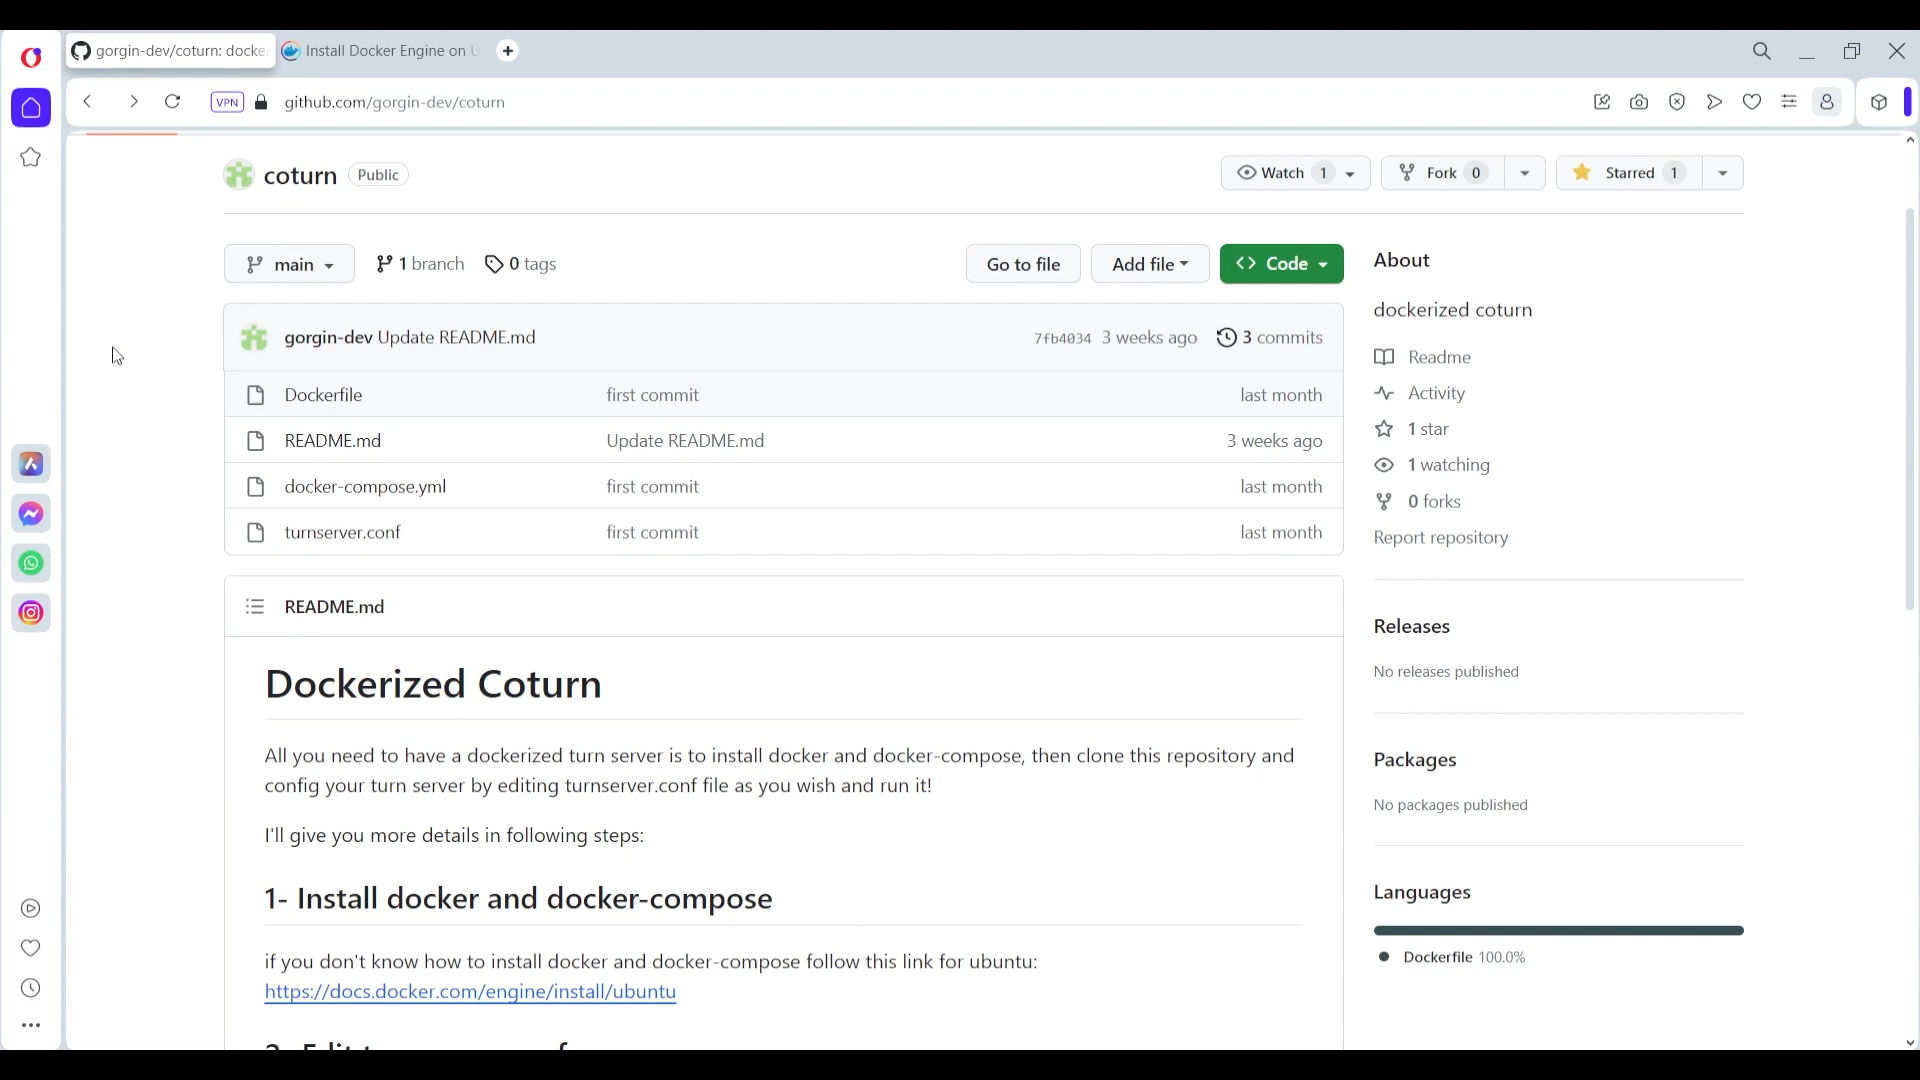 gorgin-dev/coturn: docke
Install Docker Engine on U
VPN
github.com/gorgin-dev/coturn
coturn
Public
Watch 1
Fork 0
Starred 1
main
1 branch
0 tags
Go to file
Add file
Code
About
dockerized coturn
gorgin-dev Update README.md
7fb4034 3 weeks ago
3 commits
Readme
Dockerfile
first commit
last month
Activity
README.md
Update README.md
3 weeks ago
1 star
1 watching
docker-compose.yml
first commit
last month
0 forks
turnserver.conf
first commit
last month
Report repository
README.md
Releases
No releases published
Dockerized Coturn
All you need to have a dockerized turn server is to install docker and docker-compose, then clone this repository and
config your turn server by editing turnserver.conf file as you wish and run it!
Packages
No packages published
I'll give you more details in following steps:
1- Install docker and docker-compose
Languages
Dockerfile 100.0%
if you don't know how to install docker and docker-compose follow this link for ubuntu:
https://docs.docker.com/engine/install/ubuntu